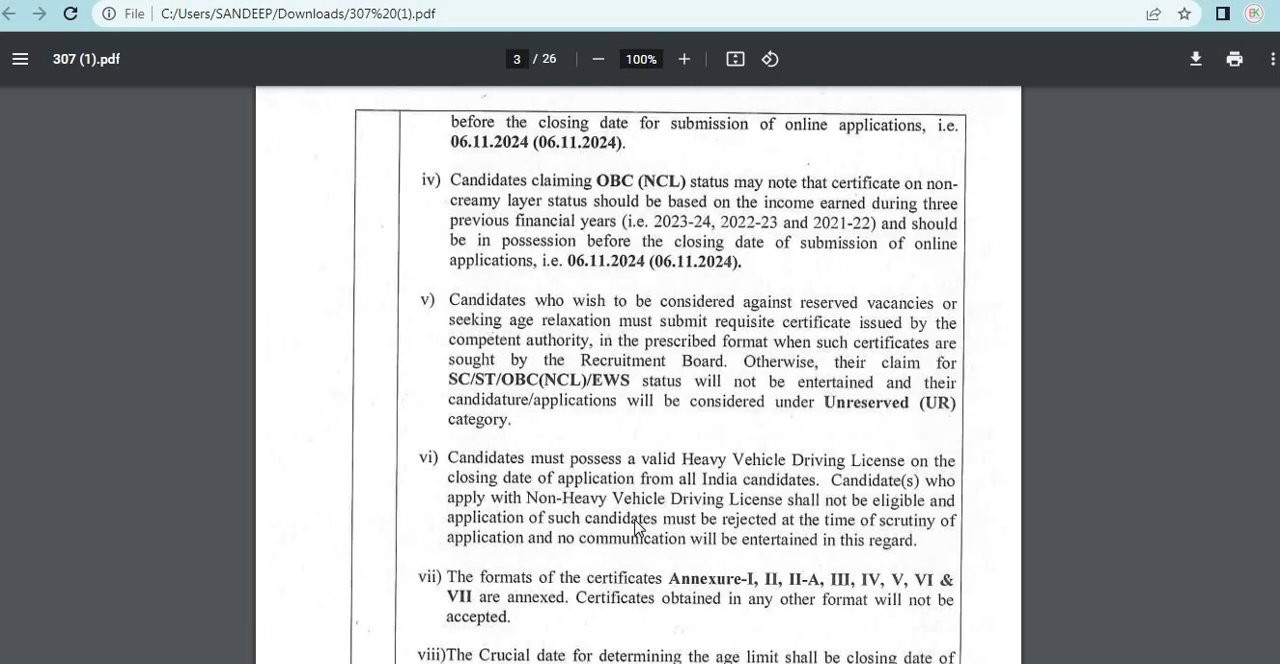 File
C:/Users/SANDEEP/Downloads/307%20(1).pdf
EK
307 (1).pdf
3 / 26
100%
before the closing date for submission of online applications, i.e.
06.11.2024 (06.11.2024).
iv) Candidates claiming OBC (NCL) status may note that certificate on non-
creamy layer status should be based on the income earned during three
previous financial years (i.e. 2023-24, 2022-23 and 2021-22) and should
be in possession before the closing date of submission of online
applications, i.e. 06.11.2024 (06.11.2024).
v) Candidates who wish to be considered against reserved vacancies or
seeking age relaxation must submit requisite certificate issued by the
competent authority, in the prescribed format when such certificates are
sought by the Recruitment Board. Otherwise, their claim for
SC/ST/OBC(NCL)/EWS status will not be entertained and their
candidature/applications will be considered under Unreserved (UR)
category.
vi) Candidates must possess a valid Heavy Vehicle Driving License on the
closing date of application from all India candidates. Candidate(s) who
apply with Non-Heavy Vehicle Driving License shall not be eligible and
application of such candidates must be rejected at the time of scrutiny of
application and no communication will be entertained in this regard.
vii) The formats of the certificates Annexure-I, II, II-A, III, IV, V, VI &
VII are annexed. Certificates obtained in any other format will not be
accepted.
viii)The Crucial date for determining the age limit shall be closing date of